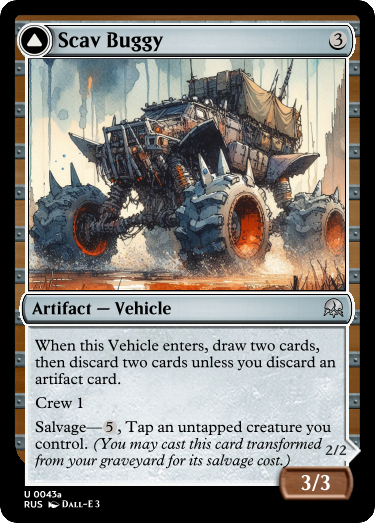 Scav Buggy 3
Artifact — Vehicle
When this Vehicle enters, draw two cards,
then discard two cards unless you discard an
artifact card.
Crew 1
Salvage—5, Tap an untapped creature you
control. (You may cast this card transformed
from your graveyard for its salvage cost.)
2/2
3/3
U 0043a
RUS DALL-E 3